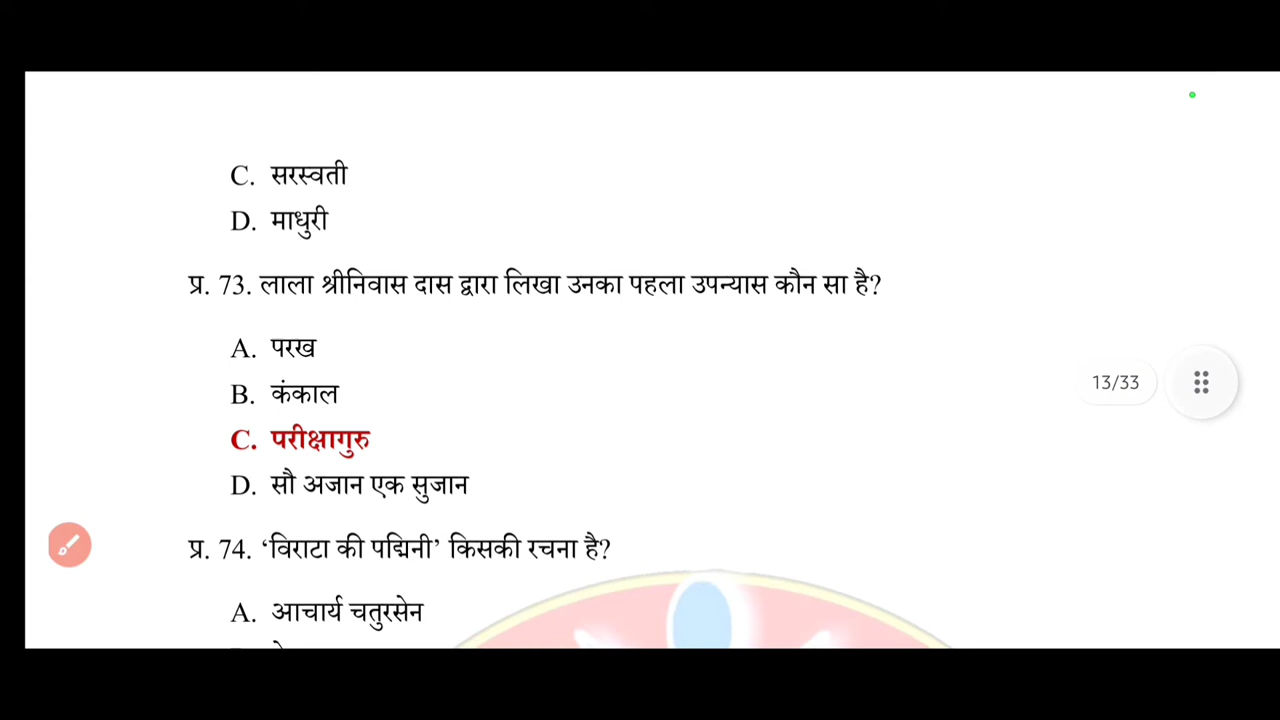 C. सरस्वती
D. माधुरी
प्र. 73. लाला श्रीनिवास दास द्वारा लिखा उनका पहला उपन्यास कौन सा है?
A. परख
B. कंकाल
C. परीक्षागुरु
D. सौ अजान एक सुजान
13/33
प्र. 74. ‘विराटा की पद्मिनी’ किसकी रचना है?
A. आचार्य चतुरसेन